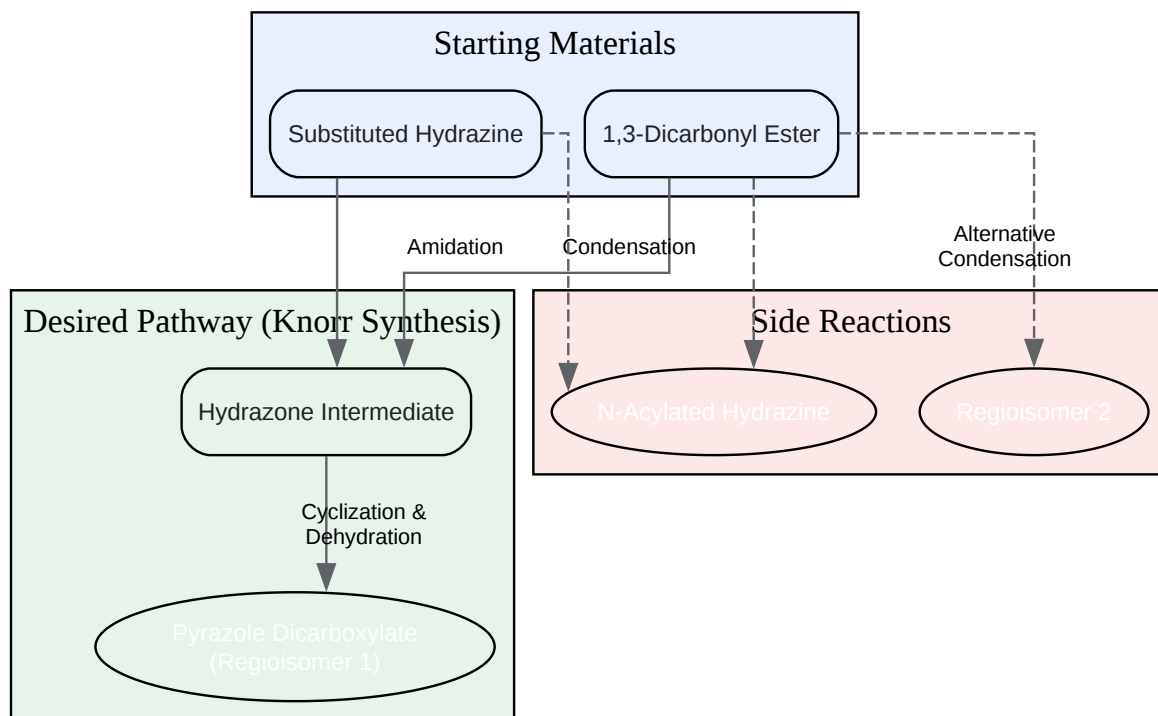 Starting Materials
Substituted Hydrazine
1,3-Dicarbonyl Ester
Amidation
Condensation
Alternative
Condensation
Desired Pathway (Knorr Synthesis)
Side Reactions
Hydrazone Intermediate
N-Acylated Hydrazine
Regioisomer 2
Cyclization &
Dehydration
Pyrazole Dicarboxylate
(Regioisomer 1)